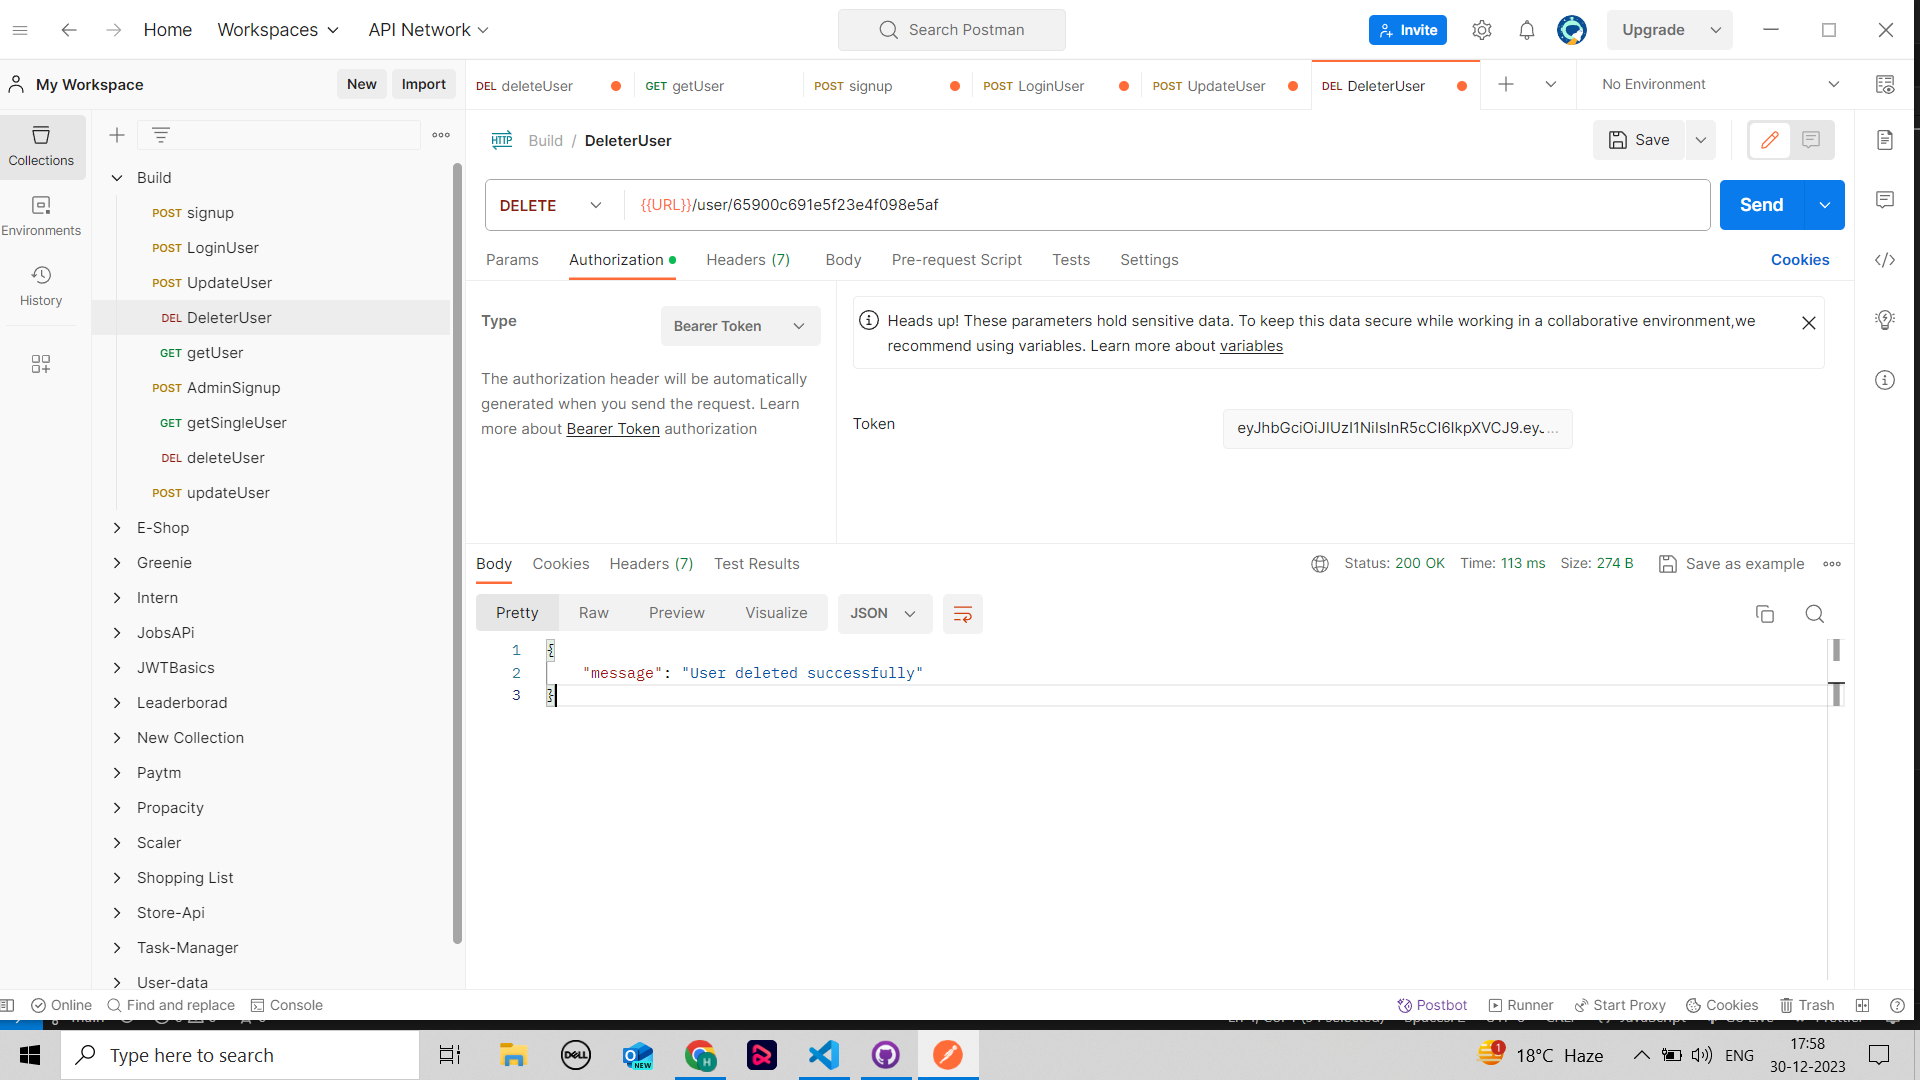 Home
Workspaces
API Network
Search Postman
Invite
Upgrade
My Workspace
New
Import
DEL deleteUser
GET getUser
POST signup
POST LoginUser
POST UpdateUser
DEL DeleterUser
No Environment
Collections
Environments
History
Build
POST signup
POST LoginUser
POST UpdateUser
DEL DeleterUser
GET getUser
POST AdminSignup
GET getSingleUser
DEL deleteUser
POST updateUser
E-Shop
Greenie
Intern
JobsAPi
JWTBasics
Leaderborad
New Collection
Paytm
Propacity
Scaler
Shopping List
Store-Api
Task-Manager
User-data
HTTP
Build / DeleterUser
Save
DELETE
{{URL}}/user/65900c691e5f23e4f098e5af
Send
Params
Authorization
Headers (7)
Body
Pre-request Script
Tests
Settings
Cookies
Type
Bearer Token
The authorization header will be automatically
generated when you send the request. Learn
more about Bearer Token authorization
Heads up! These parameters hold sensitive data. To keep this data secure while working in a collaborative environment,we
recommend using variables. Learn more about variables
Token
Body
Cookies
Headers (7)
Test Results
Status: 200 OK
Time: 113 ms
Size: 274 B
Save as example
Pretty
Raw
Preview
Visualize
JSON
1 {
2 "message": "User deleted successfully"
3 }
Online
Find and replace
Console
Postbot
Runner
Start Proxy
Cookies
Trash
Type here to search
DELL
NEW
H
1
18°C Haze
ENG
17:58
30-12-2023